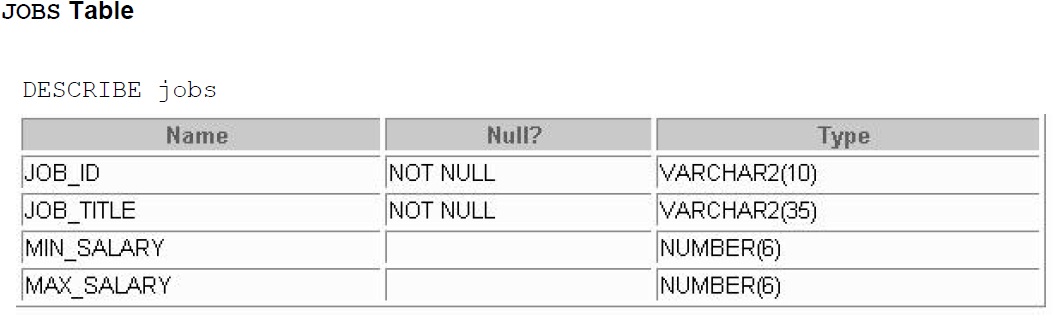 JOBS Table
DESCRIBE jobs
Name Null? Type
JOB_ID NOT NULL VARCHAR2(10)
JOB_TITLE NOT NULL VARCHAR2(35)
MIN_SALARY NUMBER(6)
MAX_SALARY NUMBER(6)